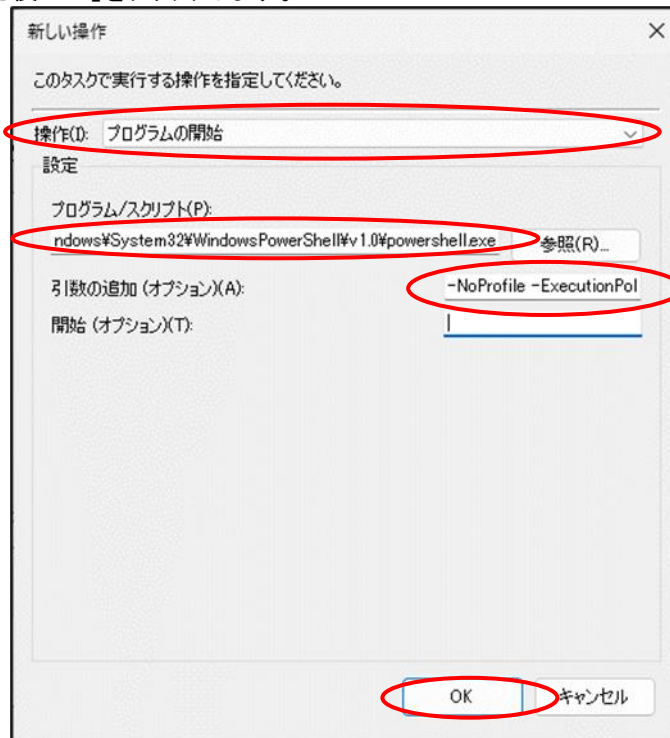 新しい操作
このタスクで実行する操作を指定してください。
操作(I): プログラムの開始
設定
プログラム/スクリプト(P):
ndows¥System32¥WindowsPowerShell¥v1.0¥powershell.exe 参照(R)...
引数の追加 (オプション)(A): -NoProfile -ExecutionPol
開始 (オプション)(T):
OK キャンセル